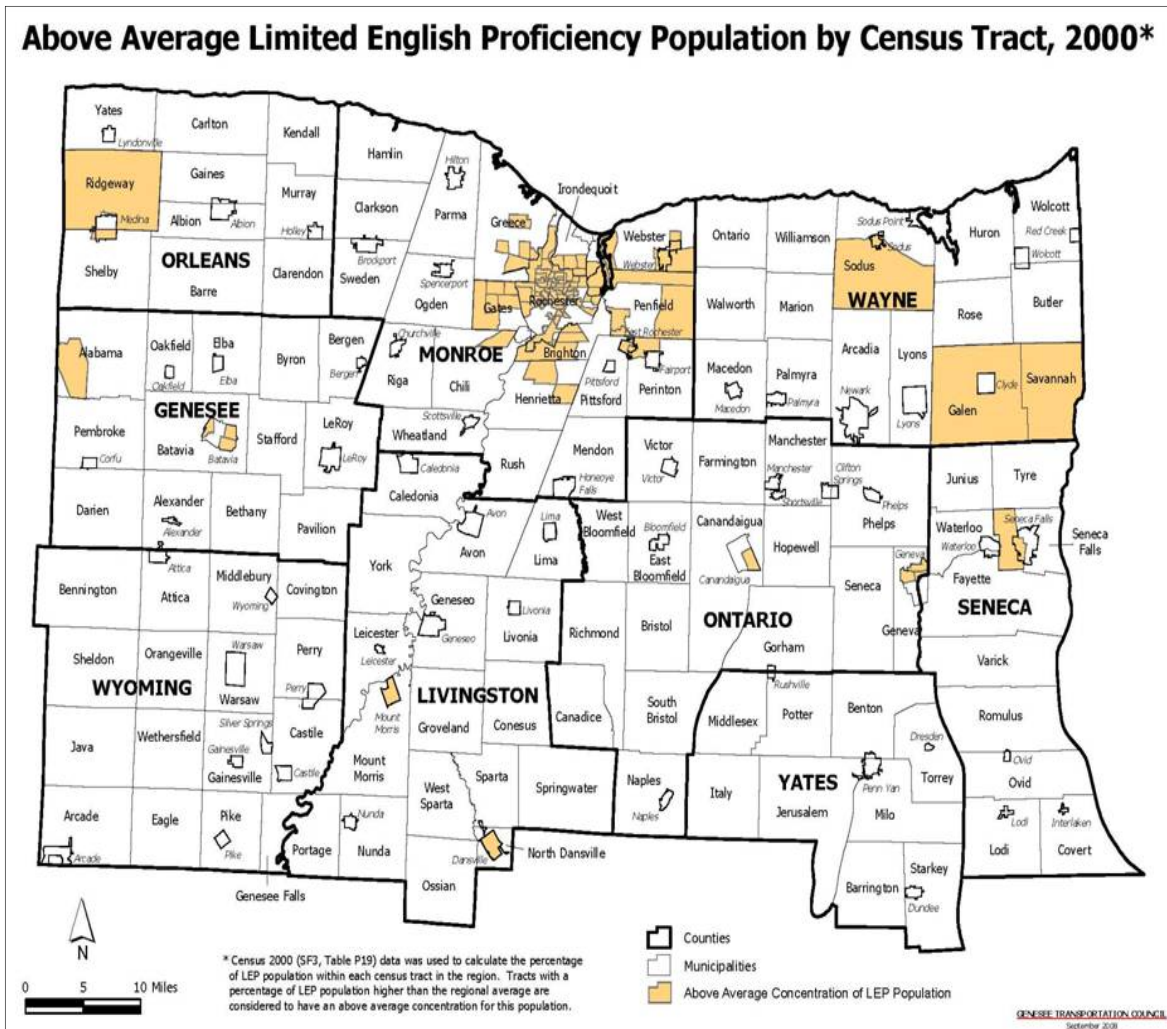 Above Average Limited English Proficiency Population by Census Tract, 2000*
Yates
Lyndonville
Carlton
Kendall
Ridgeway
Medina
Gaines
Albion
Albion
Murray
Holley
Shelby
ORLEANS
Barre
Clarendon
Hamlin
Hilton
Clarkson
Parma
Brockport
Sweden
Spencerport
Ogden
Greece
Irondequoit
Gates
Rochester
Webster
Webster
Penfield
East Rochester
Brighton
Fairport
Pittsford
Pittsford
Perinton
Churchville
MONROE
Riga
Chili
Henrietta
Scottsville
Wheatland
Rush
Mendon
Honeoye
Falls
Ontario
Williamson
Sodus Point
Sodus
Sodus
WAYNE
Huron
Wolcott
Red Creek
Wolcott
Walworth
Marion
Rose
Butler
Macedon
Macedon
Palmyra
Palmyra
Arcadia
Newark
Lyons
Lyons
Clyde
Galen
Savannah
Alabama
Oakfield
Oakfield
Elba
Elba
Byron
Bergen
Bergen
GENESEE
Pembroke
Corfu
Batavia
Batavia
Stafford
LeRoy
LeRoy
Darien
Alexander
Alexander
Bethany
Pavilion
Caledonia
Caledonia
Avon
Avon
Lima
Lima
Victor
Victor
Farmington
Manchester
Manchester
Shortsville
Clifton
Springs
Phelps
Phelps
West
Bloomfield
Bloomfield
East
Bloomfield
Canandaigua
Canandaigua
Hopewell
Seneca
Geneva
Geneva
Junius
Tyre
Waterloo
Waterloo
Seneca Falls
Seneca
Falls
Fayette
SENECA
Varick
Romulus
Ovid
Ovid
Lodi
Lodi
Interlaken
Covert
Bennington
Attica
Attica
Middlebury
Wyoming
Covington
York
Geneseo
Geneseo
Livonia
Livonia
Leicester
Leicester
Richmond
Bristol
ONTARIO
Gorham
Rushville
Sheldon
Orangeville
WYOMING
Warsaw
Warsaw
Perry
Perry
LIVINGSTON
Mount
Morris
Groveland
Conesus
Canadice
South
Bristol
Middlesex
Potter
Benton
Dresden
Torrey
Java
Wethersfield
Silver Springs
Gainesville
Gainesville
Castile
Castile
Mount
Morris
West
Sparta
Sparta
Springwater
Naples
Naples
Italy
YATES
Jerusalem
Penn Yan
Milo
Arcade
Arcade
Eagle
Pike
Pike
Genesee Falls
Portage
Nunda
Nunda
Dansville
North Dansville
Ossian
Barrington
Starkey
Dundee
N
0 5 10 Miles
* Census 2000 (SF3, Table P19) data was used to calculate the percentage
of LEP population within each census tract in the region. Tracts with a
percentage of LEP population higher than the regional average are
considered to have an above average concentration for this population.
Counties
Municipalities
Above Average Concentration of LEP Population
GENESEE TRANSPORTATION COUNCIL
September 2008